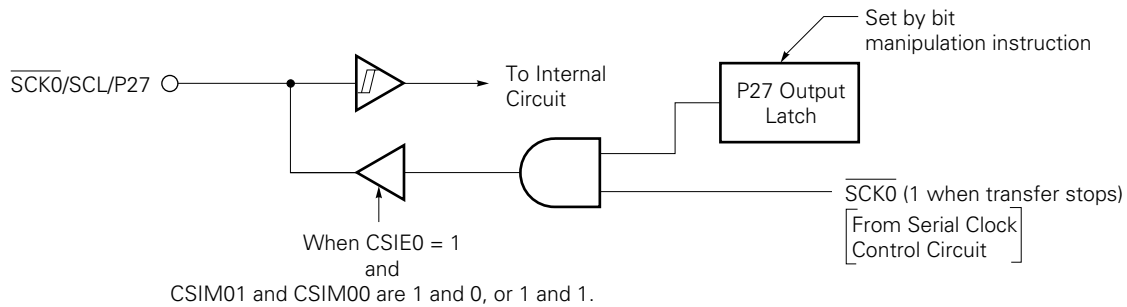 Set by bit
manipulation instruction
SCK0/SCL/P27
To Internal
Circuit
P27 Output
Latch
SCK0 (1 when transfer stops)
From Serial Clock
Control Circuit
When CSIE0 = 1
and
CSIM01 and CSIM00 are 1 and 0, or 1 and 1.